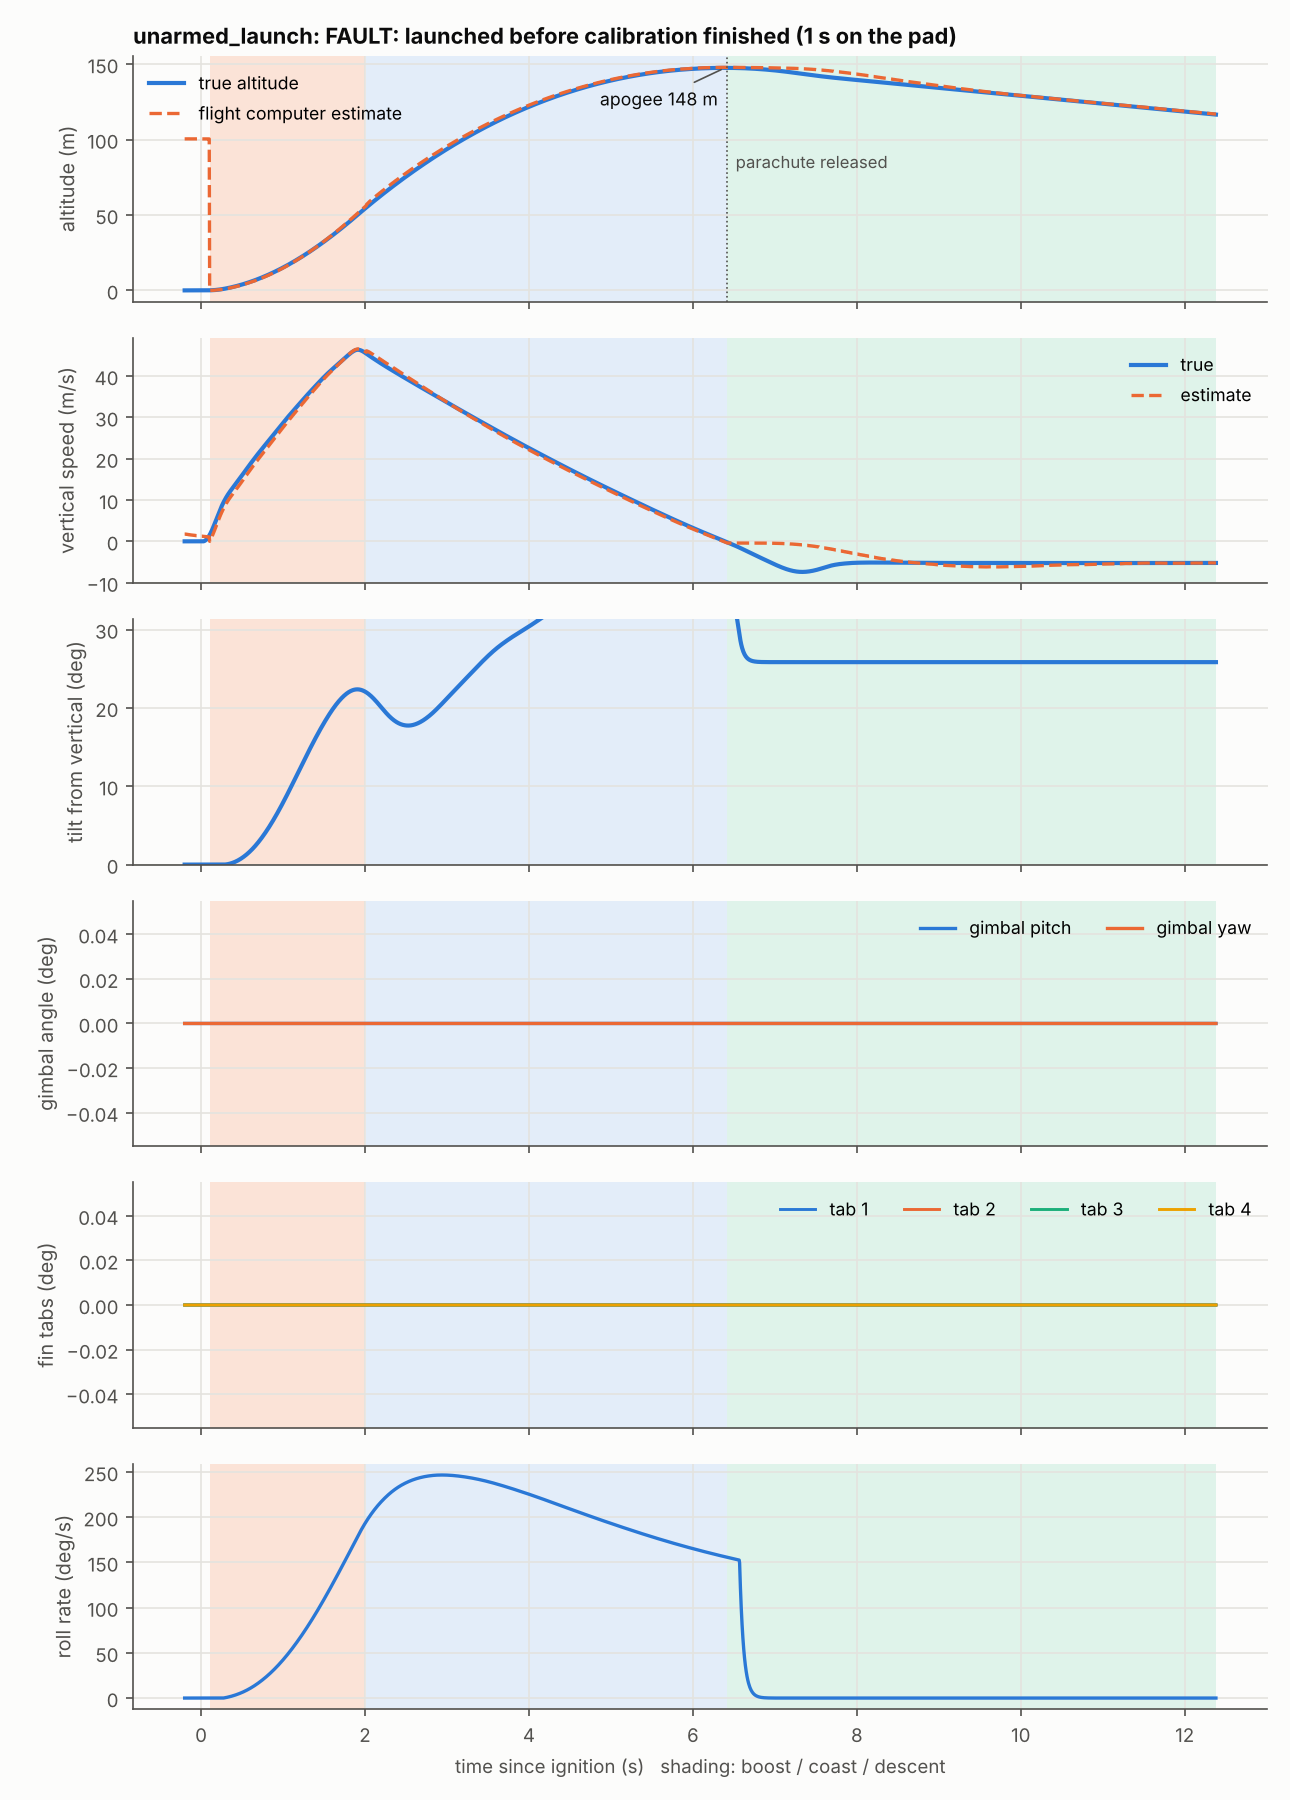 unarmed_launch: FAULT: launched before calibration finished (1 s on the pad)
150
100
50
0
altitude (m)
true altitude
flight computer estimate
apogee 148 m
parachute released
40
30
20
10
0
−10
vertical speed (m/s)
true
estimate
30
20
10
0
tilt from vertical (deg)
0.04
0.02
0.00
−0.02
−0.04
gimbal angle (deg)
gimbal pitch gimbal yaw
0.04
0.02
0.00
−0.02
−0.04
fin tabs (deg)
tab 1 tab 2 tab 3 tab 4
250
200
150
100
50
0
roll rate (deg/s)
0 2 4 6 8 10 12
time since ignition (s) shading: boost / coast / descent